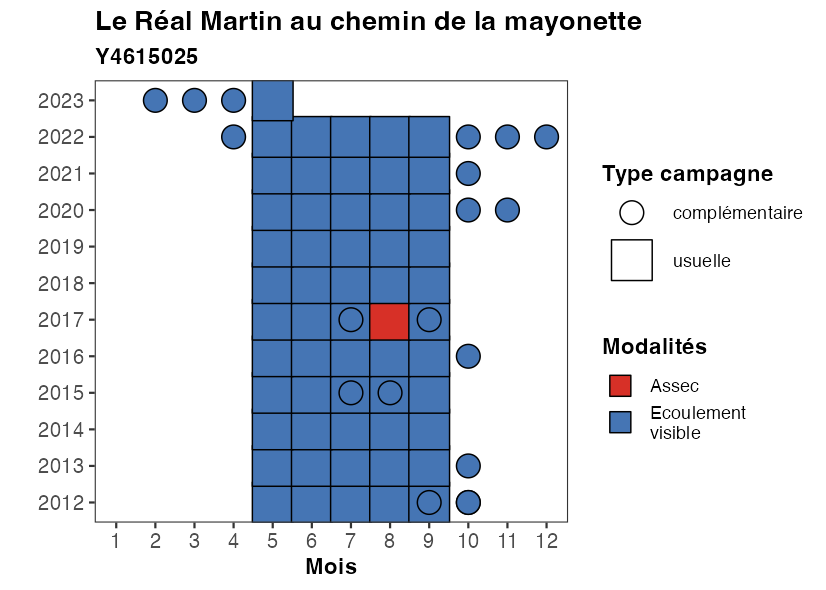 Le Réal Martin au chemin de la mayonette
Y4615025
2023
2022
2021
2020
2019
2018
2017
2016
2015
2014
2013
2012
1 2 3 4 5 6 7 8 9 10 11 12
Mois
Type campagne
complémentaire
usuelle
Modalités
Assec
Ecoulement
visible